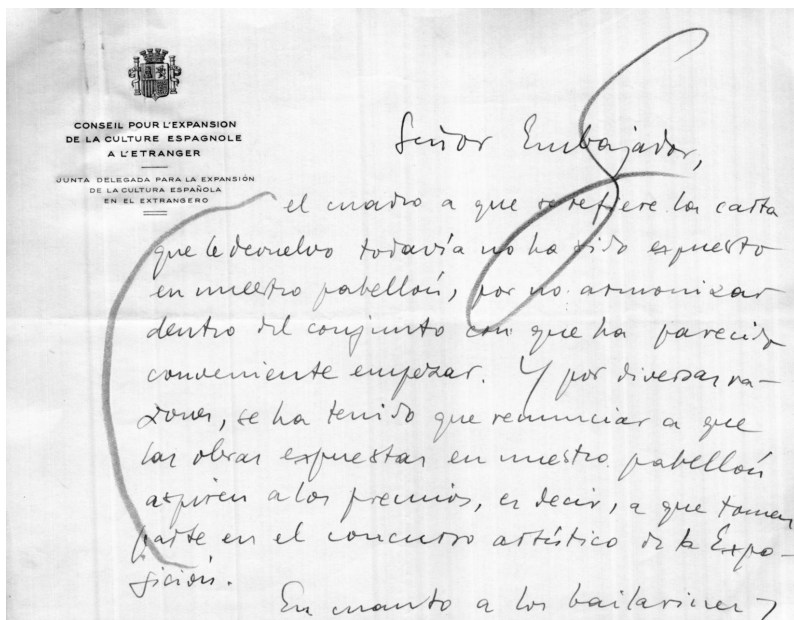 CONSEIL POUR L'EXPANSION
DE LA CULTURE ESPAGNOLE
A L'ETRANGER
JUNTA DELEGADA PARA LA EXPANSIÓN
DE LA CULTURA ESPAÑOLA
EN EL EXTRANGERO
Señor Embajador,
el cuadro a que se refiere la carta
que le devuelvo todavía no ha sido expuesto
en nuestro pabellón, por no armonizar
dentro del conjunto con que ha parecido
conveniente empezar. Y por diversas ra-
zones, se ha tenido que renunciar a que
las obras expuestas en nuestro pabellón
aspiren a los premios, es decir, a que tomen
parte en el concurso artístico de la Expo-
sición.
En cuanto a los bailarines y